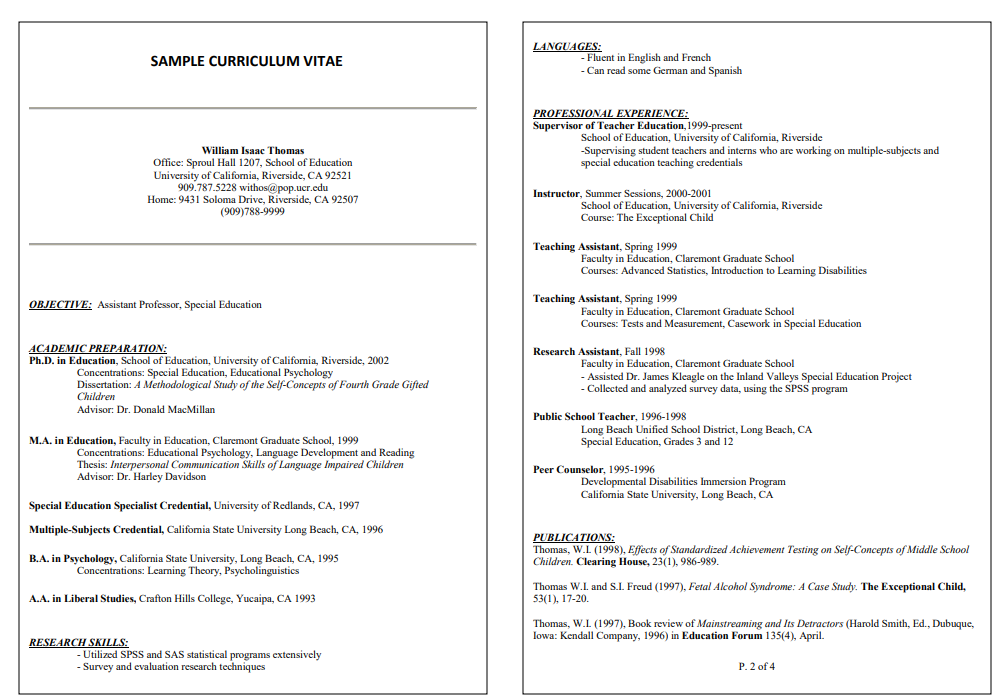 SAMPLE CURRICULUM VITAE
William Isaac Thomas
Office: Sproul Hall 1207, School of Education
University of California, Riverside, CA 92521
909.787.5228 withos@pop.ucr.edu
Home: 9431 Soloma Drive, Riverside, CA 92507
(909)788-9999
OBJECTIVE: Assistant Professor, Special Education
ACADEMIC PREPARATION:
Ph.D. in Education, School of Education, University of California, Riverside, 2002
Concentrations: Special Education, Educational Psychology
Dissertation: A Methodological Study of the Self-Concepts of Fourth Grade Gifted
Children
Advisor: Dr. Donald MacMillan
M.A. in Education, Faculty in Education, Claremont Graduate School, 1999
Concentrations: Educational Psychology, Language Development and Reading
Thesis: Interpersonal Communication Skills of Language Impaired Children
Advisor: Dr. Harley Davidson
Special Education Specialist Credential, University of Redlands, CA, 1997
Multiple-Subjects Credential, California State University Long Beach, CA, 1996
B.A. in Psychology, California State University, Long Beach, CA, 1995
Concentrations: Learning Theory, Psycholinguistics
A.A. in Liberal Studies, Crafton Hills College, Yucaipa, CA 1993
RESEARCH SKILLS:
- Utilized SPSS and SAS statistical programs extensively
- Survey and evaluation research techniques
LANGUAGES:
- Fluent in English and French
- Can read some German and Spanish
PROFESSIONAL EXPERIENCE:
Supervisor of Teacher Education,1999-present
School of Education, University of California, Riverside
-Supervising student teachers and interns who are working on multiple-subjects and
special education teaching credentials
Instructor, Summer Sessions, 2000-2001
School of Education, University of California, Riverside
Course: The Exceptional Child
Teaching Assistant, Spring 1999
Faculty in Education, Claremont Graduate School
Courses: Advanced Statistics, Introduction to Learning Disabilities
Teaching Assistant, Spring 1999
Faculty in Education, Claremont Graduate School
Courses: Tests and Measurement, Casework in Special Education
Research Assistant, Fall 1998
Faculty in Education, Claremont Graduate School
- Assisted Dr. James Kleagle on the Inland Valleys Special Education Project
- Collected and analyzed survey data, using the SPSS program
Public School Teacher, 1996-1998
Long Beach Unified School District, Long Beach, CA
Special Education, Grades 3 and 12
Peer Counselor, 1995-1996
Developmental Disabilities Immersion Program
California State University, Long Beach, CA
PUBLICATIONS:
Thomas, W.I. (1998), Effects of Standardized Achievement Testing on Self-Concepts of Middle School
Children. Clearing House, 23(1), 986-989.
Thomas W.I. and S.I. Freud (1997), Fetal Alcohol Syndrome: A Case Study. The Exceptional Child,
53(1), 17-20.
Thomas, W.I. (1997), Book review of Mainstreaming and Its Detractors (Harold Smith, Ed., Dubuque,
Iowa: Kendall Company, 1996) in Education Forum 135(4), April.
P. 2 of 4